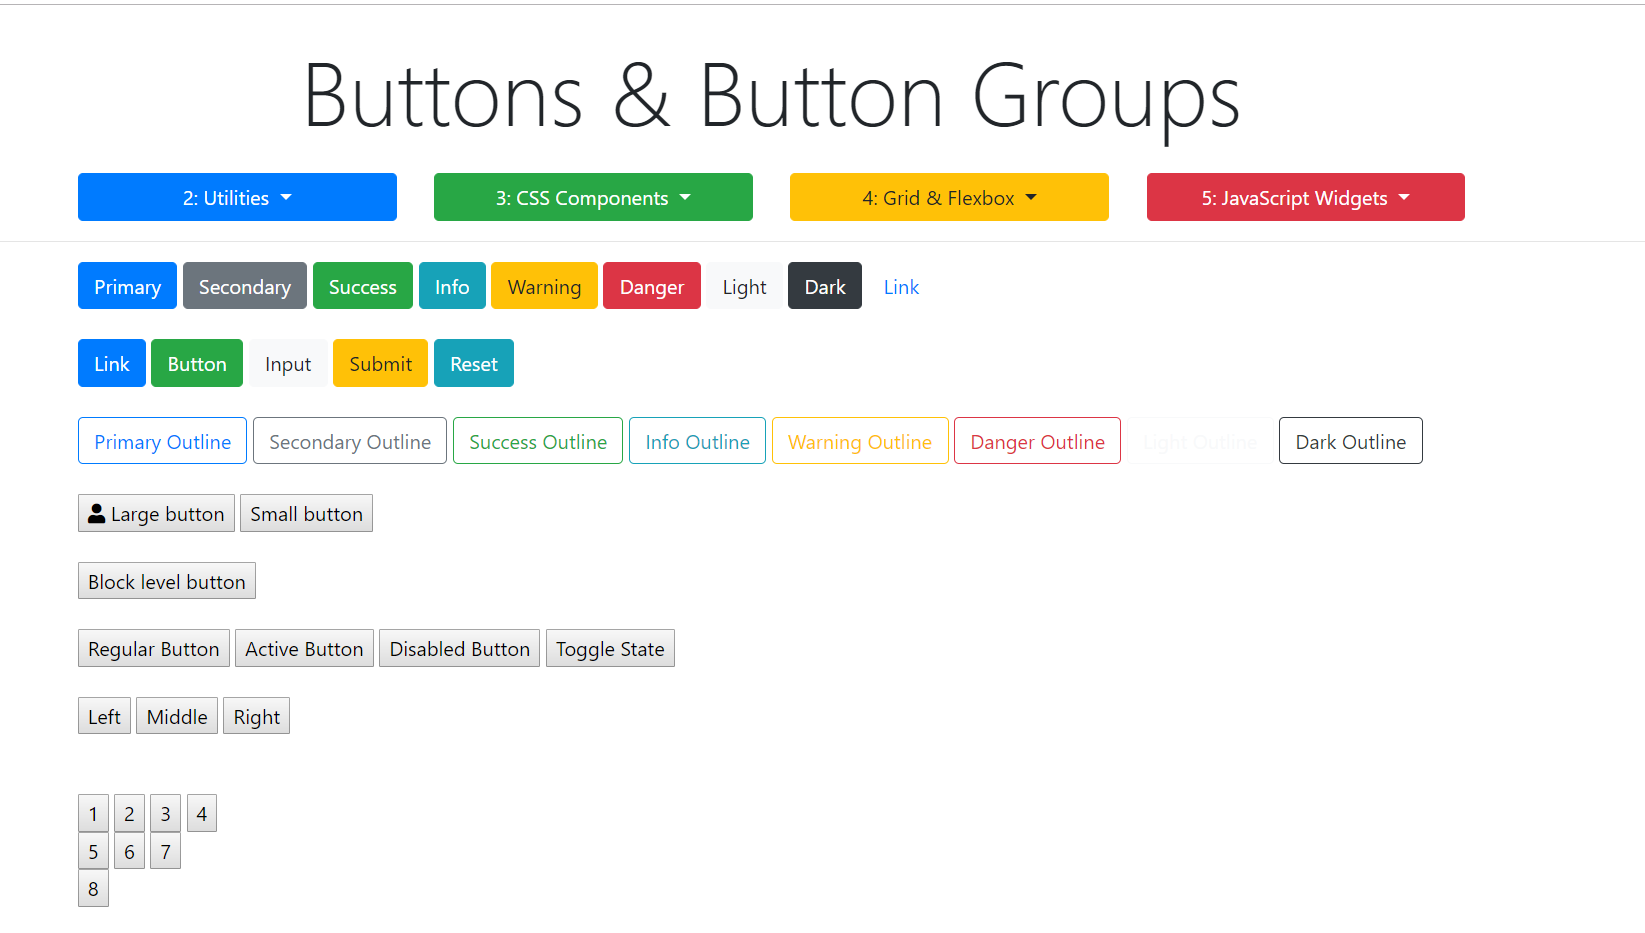 Buttons & Button Groups
2: Utilities 3: CSS Components 4: Grid & Flexbox 5: JavaScript Widgets
Primary Secondary Success Info Warning Danger Light Dark Link
Link Button Input Submit Reset
Primary Outline Secondary Outline Success Outline Info Outline Warning Outline Danger Outline Light Outline Dark Outline
Large button Small button
Block level button
Regular Button Active Button Disabled Button Toggle State
Left Middle Right
1 2 3 4
5 6 7
8